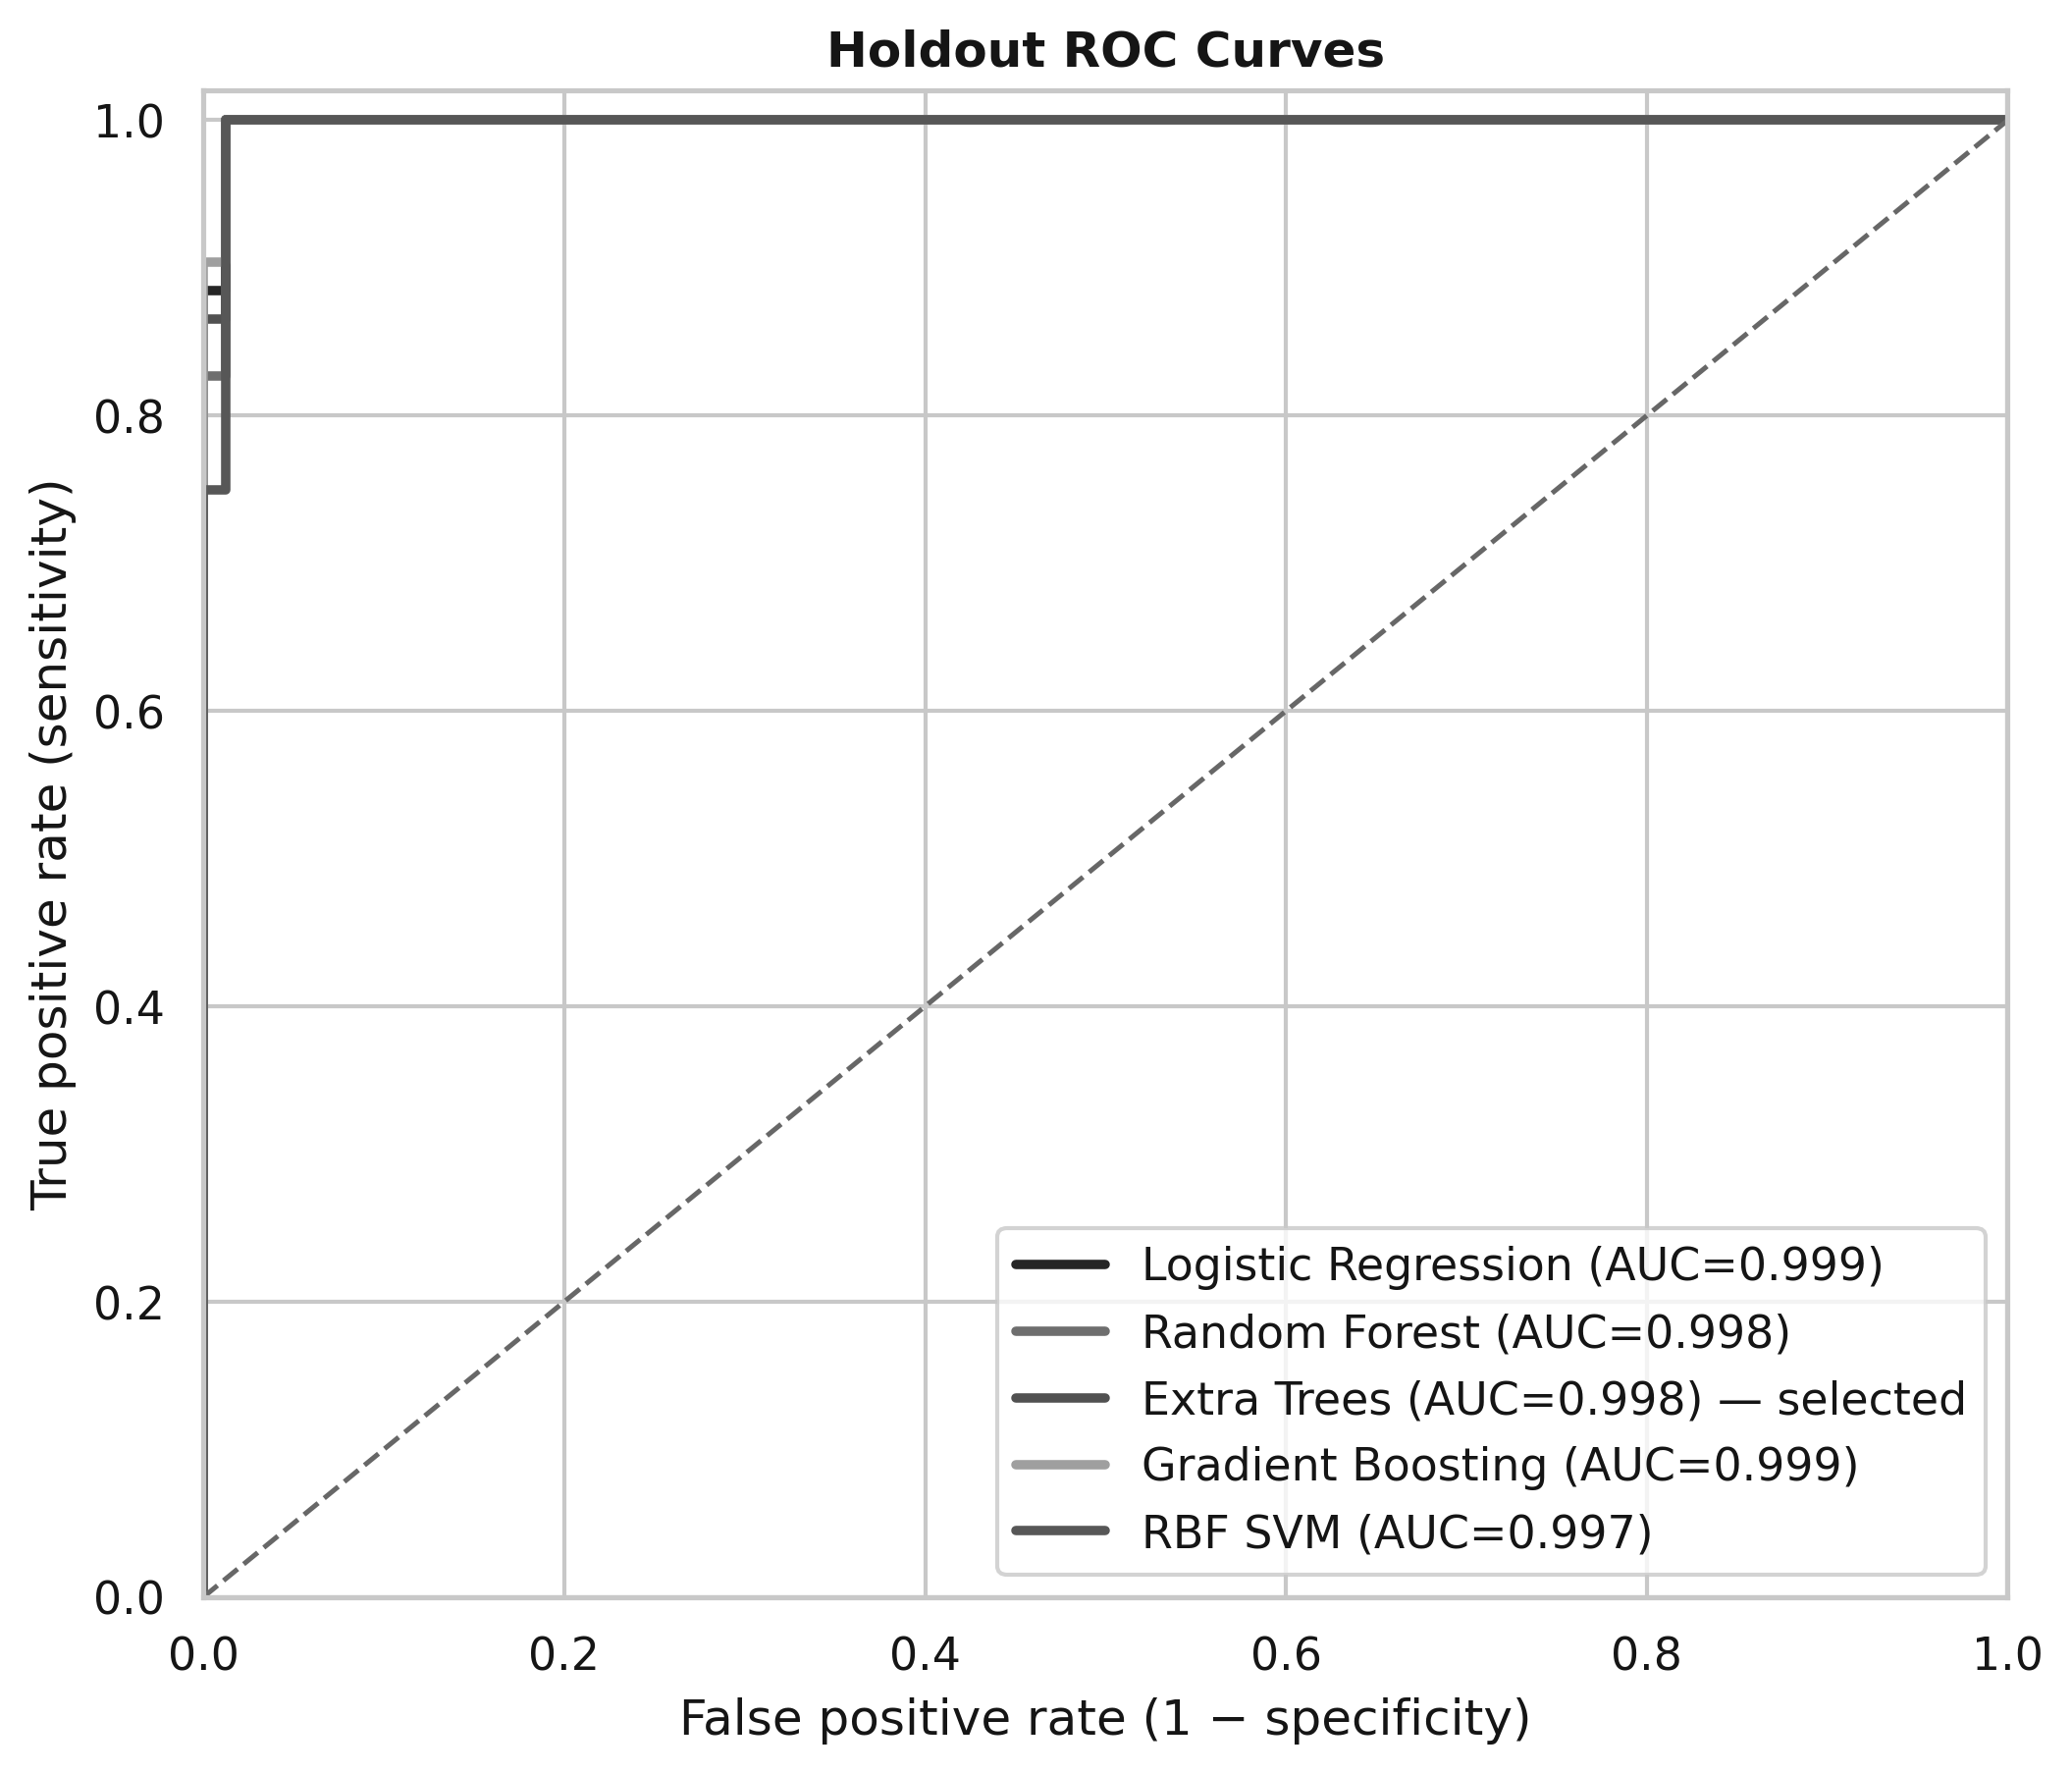 Holdout ROC Curves
1.0
0.8
0.6
0.4
0.2
0.0
True positive rate (sensitivity)
Logistic Regression (AUC=0.999)
Random Forest (AUC=0.998)
Extra Trees (AUC=0.998) — selected
Gradient Boosting (AUC=0.999)
RBF SVM (AUC=0.997)
0.0 0.2 0.4 0.6 0.8 1.0
False positive rate (1 − specificity)